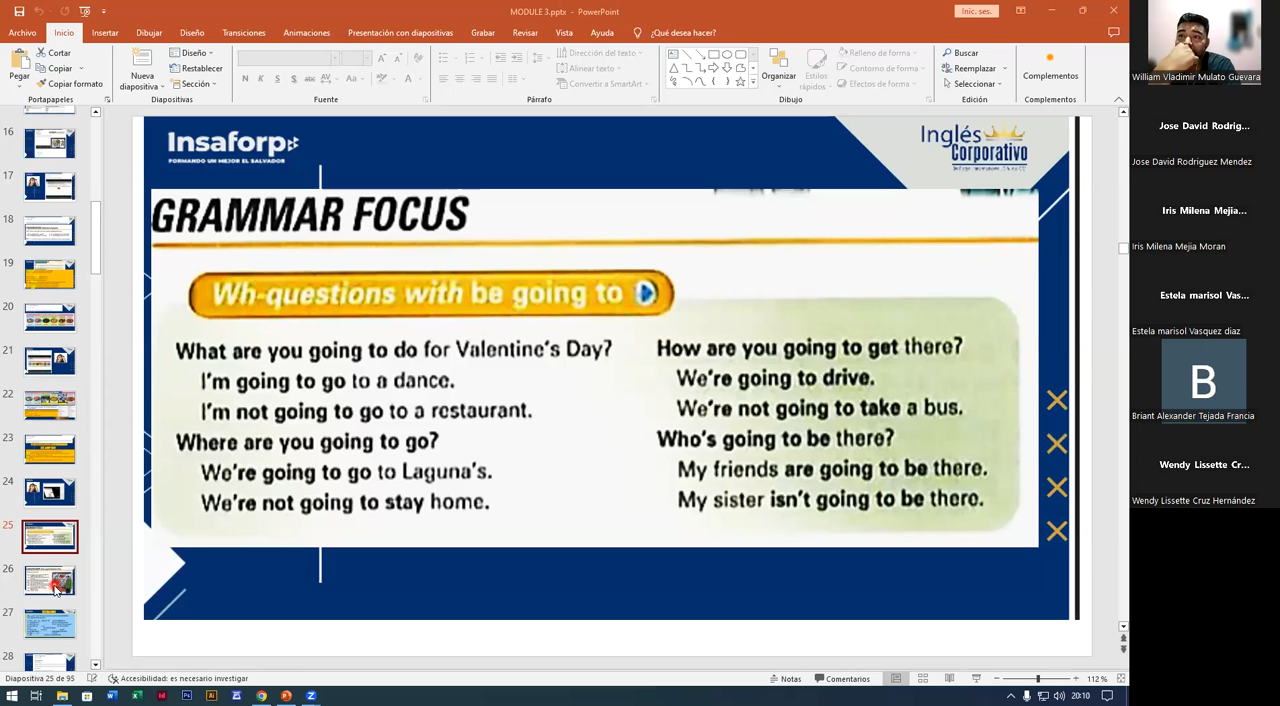 MODULE 3.pptx - PowerPoint
Inic. ses.
Archivo Inicio Insertar Dibujar Diseño Transiciones Animaciones Presentación con diapositivas Grabar Revisar Vista Ayuda ¿Qué desea hacer?
Pegar
Cortar
Copiar
Copiar formato
Portapapeles
Nueva diapositiva
Diseño
Restablecer
Sección
Diapositivas
N K S S abc AV Aa A
Fuente
Dirección del texto
Alinear texto
Convertir a SmartArt
Párrafo
Organizar
Estilos rápidos
Relleno de forma
Contorno de forma
Efectos de forma
Dibujo
Buscar
Reemplazar
Seleccionar
Edición
Complementos
Complementos
16
17
18
19
20
21
22
23
24
25
26
27
28
Insaforp
FORMANDO UN MEJOR EL SALVADOR
Inglés
Corporativo
GRAMMAR FOCUS
Wh-questions with be going to
What are you going to do for Valentine's Day?
I'm going to go to a dance.
I'm not going to go to a restaurant.
Where are you going to go?
We're going to go to Laguna's.
We're not going to stay home.
How are you going to get there?
We're going to drive.
We're not going to take a bus.
Who's going to be there?
My friends are going to be there.
My sister isn't going to be there.
William Vladimir Mulato Guevara
Jose David Rodrig...
Jose David Rodriguez Mendez
Iris Milena Mejia...
Iris Milena Mejia Moran
Estela marisol Vas...
Estela marisol Vasquez diaz
B
Briant Alexander Tejada Francia
Wendy Lissette Cr...
Wendy Lissette Cruz Hernández
Diapositiva 25 de 95
Accesibilidad: es necesario investigar
Notas
Comentarios
112 %
20:10